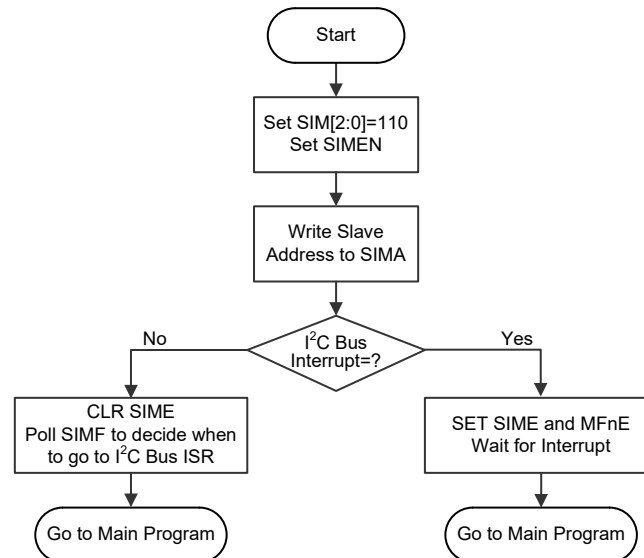 Start
Set SIM[2:0]=110
Set SIMEN
Write Slave
Address to SIMA
I²C Bus
Interrupt=?
No
Yes
CLR SIME
Poll SIMF to decide when
to go to I²C Bus ISR
SET SIME and MFnE
Wait for Interrupt
Go to Main Program
Go to Main Program